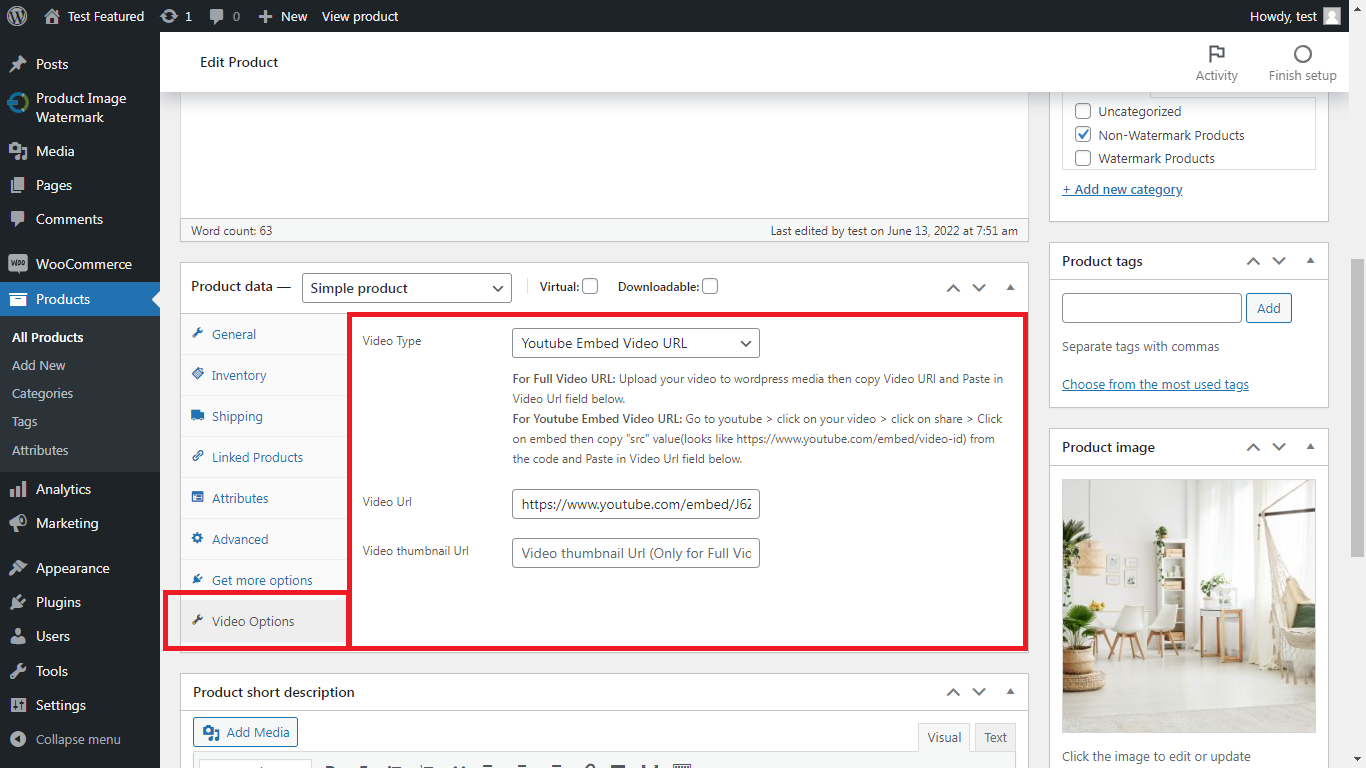 Test Featured
1
0
New
View product
Howdy, test
Posts
Product Image
Watermark
Media
Pages
Comments
WooCommerce
Products
All Products
Add New
Categories
Tags
Attributes
Analytics
Marketing
Appearance
Plugins
Users
Tools
Settings
Collapse menu
Edit Product
Activity
Finish setup
Word count: 63
Last edited by test on June 13, 2022 at 7:51 am
Product data —
Simple product
Virtual:
Downloadable:
General
Inventory
Shipping
Linked Products
Attributes
Advanced
Get more options
Video Options
Video Type
Youtube Embed Video URL
For Full Video URL: Upload your video to wordpress media then copy Video URl and Paste in
Video Url field below.
For Youtube Embed Video URL: Go to youtube > click on your video > click on share > Click
on embed then copy "src" value(looks like https://www.youtube.com/embed/video-id) from
the code and Paste in Video Url field below.
Video Url
https://www.youtube.com/embed/J6Z
Video thumbnail Url
Video thumbnail Url (Only for Full Vid
Product short description
Add Media
Visual
Text
Uncategorized
Non-Watermark Products
Watermark Products
+ Add new category
Product tags
Add
Separate tags with commas
Choose from the most used tags
Product image
Click the image to edit or update